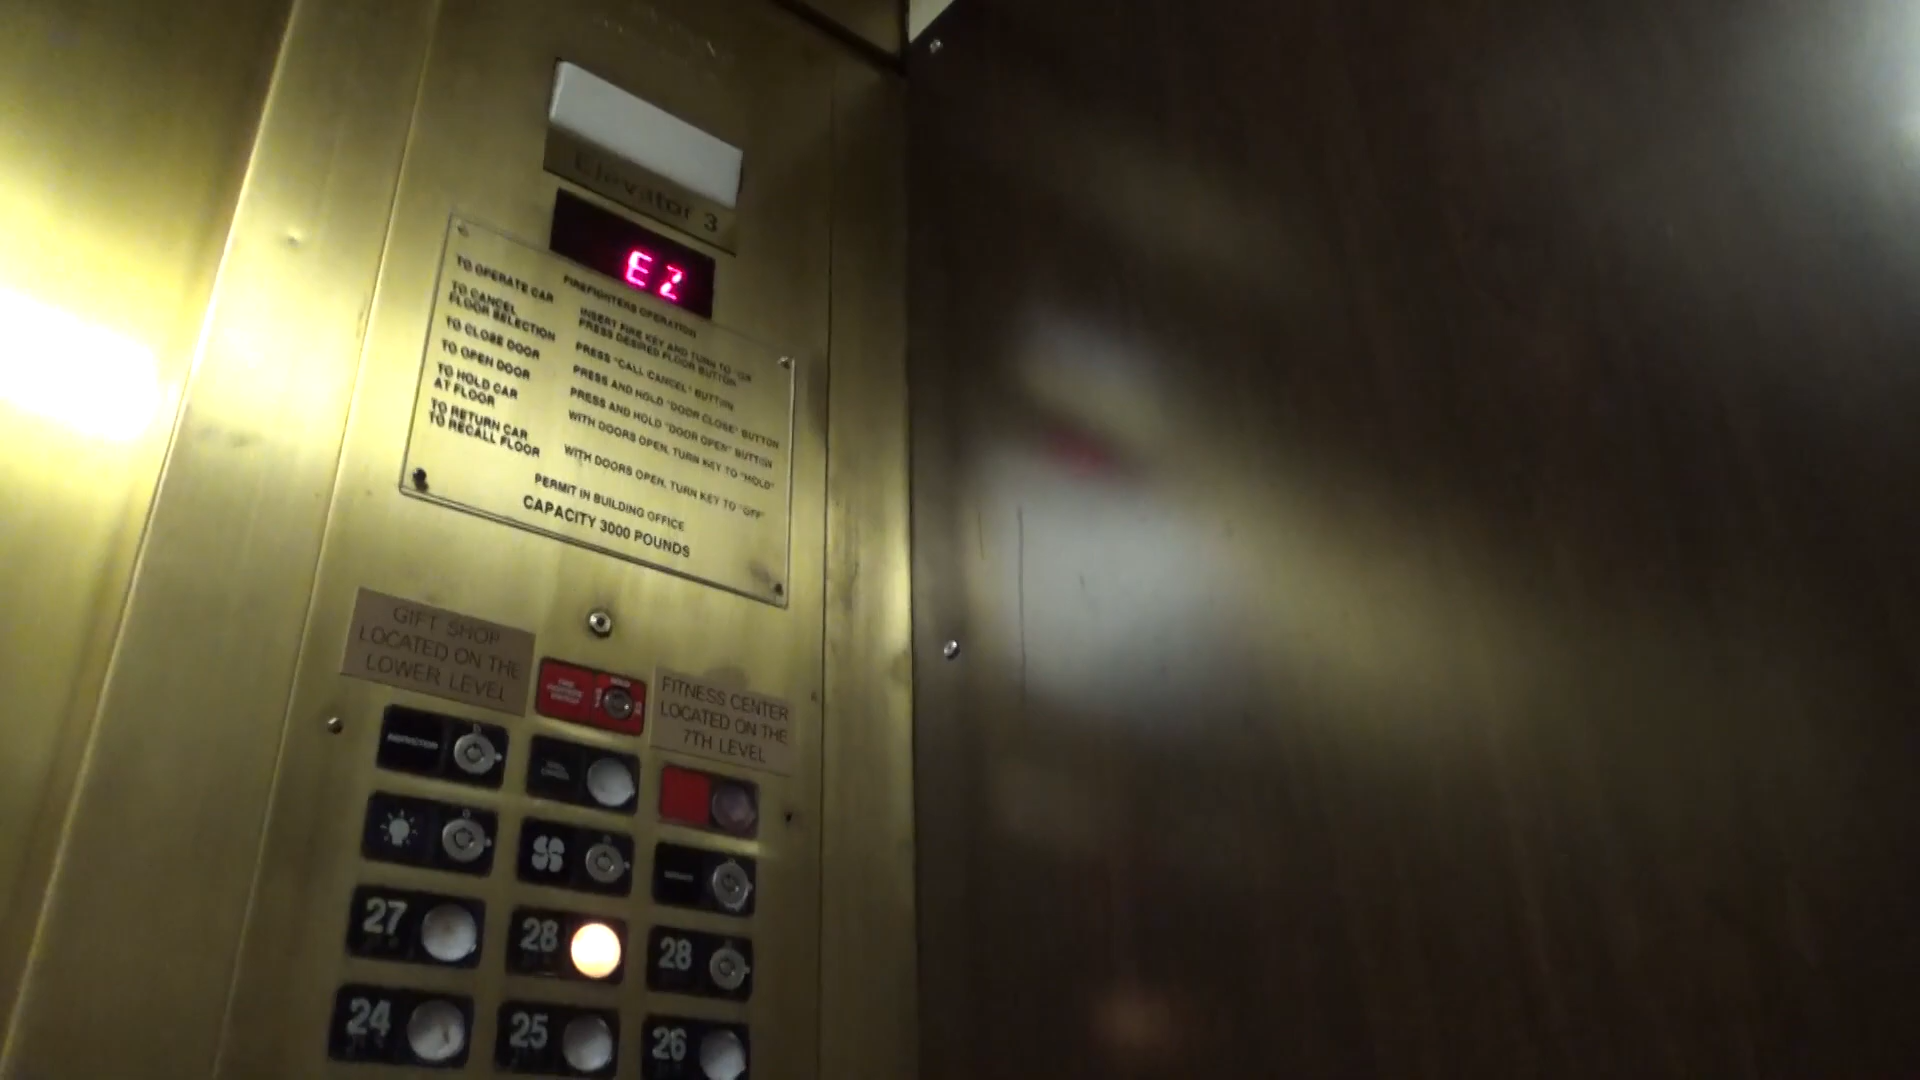 Elevator 3
EZ
FIREFIGHTERS OPERATION
TO OPERATE CAR INSERT FIRE KEY AND TURN TO "ON"
PRESS DESIRED FLOOR BUTTON
TO CANCEL PRESS "CALL CANCEL" BUTTON
FLOOR SELECTION
TO CLOSE DOOR PRESS AND HOLD "DOOR CLOSE" BUTTON
TO OPEN DOOR PRESS AND HOLD "DOOR OPEN" BUTTON
TO HOLD CAR WITH DOORS OPEN, TURN KEY TO "HOLD"
AT FLOOR
TO RETURN CAR WITH DOORS OPEN, TURN KEY TO "OFF"
TO RECALL FLOOR
PERMIT IN BUILDING OFFICE
CAPACITY 3000 POUNDS
GIFT SHOP
LOCATED ON THE
LOWER LEVEL
FITNESS CENTER
LOCATED ON THE
7TH LEVEL
INSPECTION
CALL CANCEL
27
28
28
24
25
26